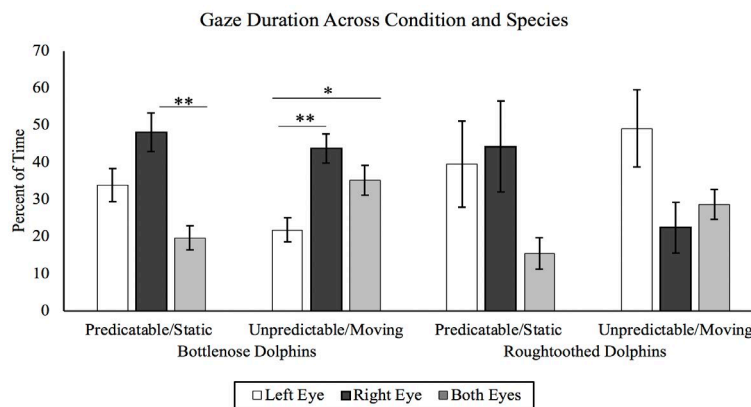 Gaze Duration Across Condition and Species
Percent of Time
70
60
50
40
30
20
10
0
**
*
**
Predicatable/Static Unpredictable/Moving Predicatable/Static Unpredictable/Moving
Bottlenose Dolphins Roughtoothed Dolphins
Left Eye Right Eye Both Eyes